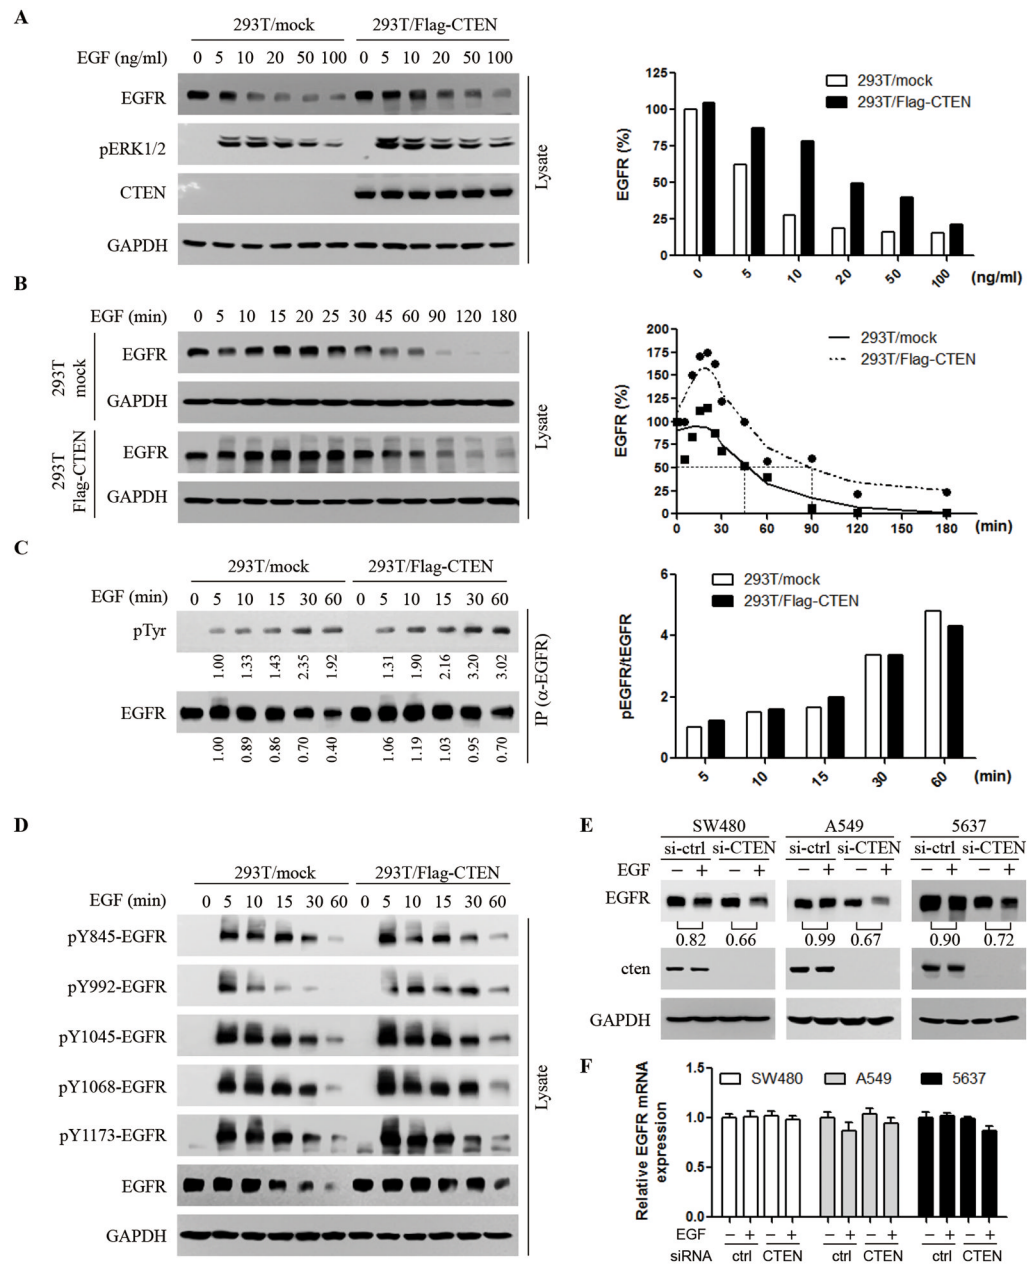 A
293T/mock 293T/Flag-CTEN
EGF (ng/ml) 0 5 10 20 50 100 0 5 10 20 50 100
EGFR
pERK1/2
CTEN
GAPDH
Lysate
125
100
75
50
25
0
EGFR (%)
293T/mock
293T/Flag-CTEN
0 5 10 20 50 100 (ng/ml)
B
EGF (min) 0 5 10 15 20 25 30 45 60 90 120 180
293T
mock
EGFR
GAPDH
293T
Flag-CTEN
EGFR
GAPDH
Lysate
200
175
150
125
100
75
50
25
0
EGFR (%)
293T/mock
293T/Flag-CTEN
0 30 60 90 120 150 180 (min)
C
293T/mock 293T/Flag-CTEN
EGF (min) 0 5 10 15 30 60 0 5 10 15 30 60
pTyr
1.00 1.33 1.43 2.35 1.92 1.31 1.90 2.16 3.20 3.02
EGFR
1.00 0.89 0.86 0.70 0.40 1.06 1.19 1.03 0.95 0.70
IP (α-EGFR)
6
4
2
0
pEGFR/tEGFR
293T/mock
293T/Flag-CTEN
5 10 15 30 60 (min)
D
293T/mock 293T/Flag-CTEN
EGF (min) 0 5 10 15 30 60 0 5 10 15 30 60
pY845-EGFR
pY992-EGFR
pY1045-EGFR
pY1068-EGFR
pY1173-EGFR
EGFR
GAPDH
Lysate
E
SW480 A549 5637
si-ctrl si-CTEN si-ctrl si-CTEN si-ctrl si-CTEN
EGF − + − + − + − + − + − +
EGFR
0.82 0.66 0.99 0.67 0.90 0.72
cten
GAPDH
F
1.5
1.0
0.5
0.0
Relative EGFR mRNA
expression
SW480 A549 5637
EGF − + − + − + − + − + − +
siRNA ctrl CTEN ctrl CTEN ctrl CTEN